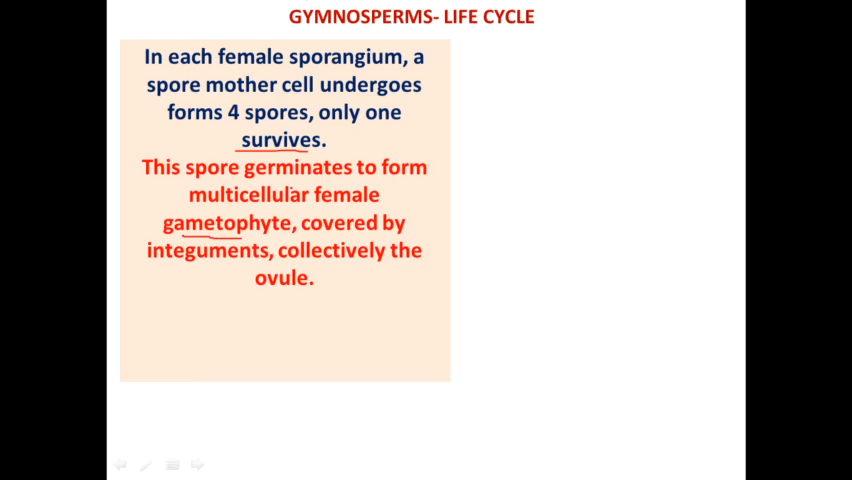 GYMNOSPERMS- LIFE CYCLE
In each female sporangium, a
spore mother cell undergoes
forms 4 spores, only one
survives.
This spore germinates to form
multicellular female
gametophyte, covered by
integuments, collectively the
ovule.